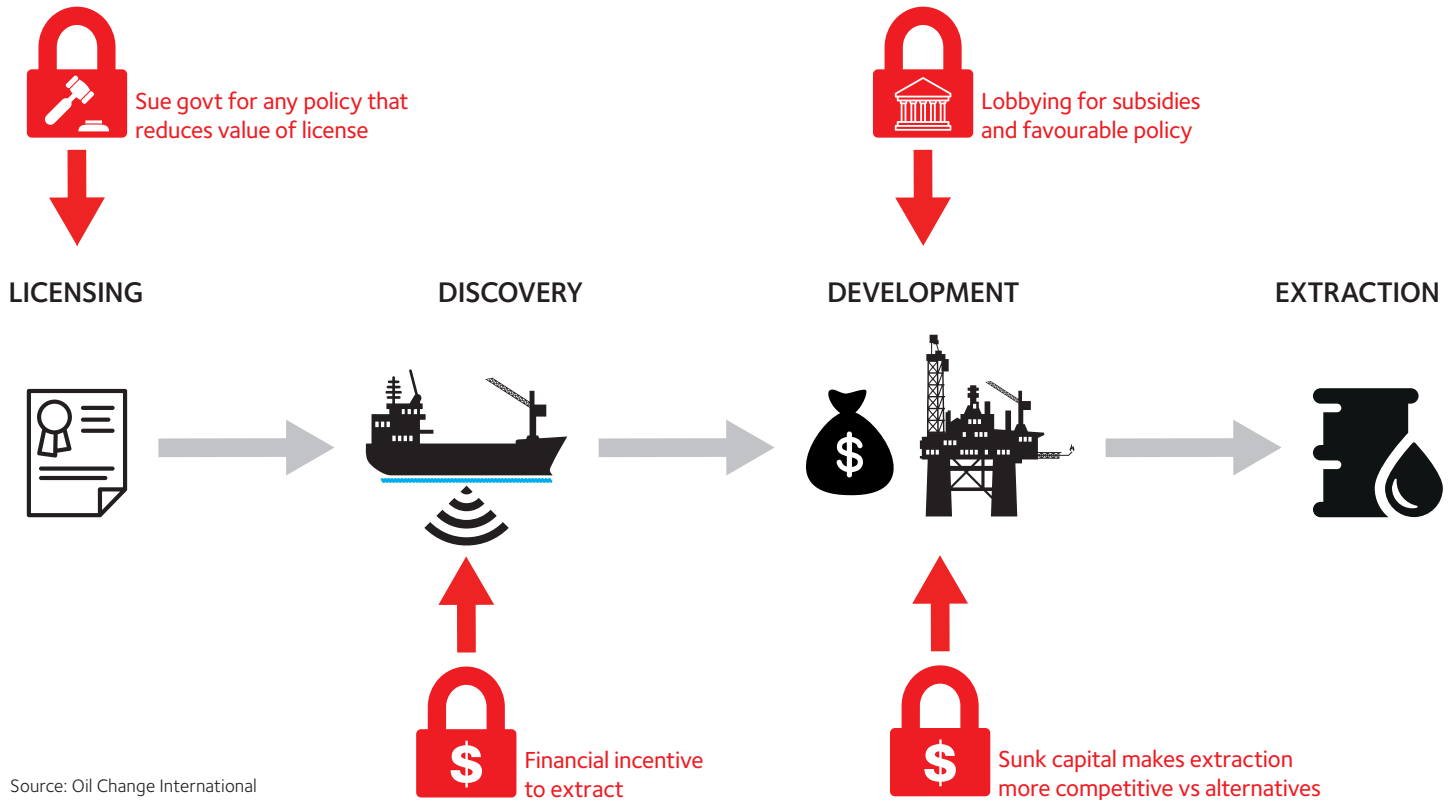 Sue govt for any policy that
reduces value of license
Lobbying for subsidies
and favourable policy
LICENSING
DISCOVERY
DEVELOPMENT
EXTRACTION
$
$
Financial incentive
to extract
$
Sunk capital makes extraction
more competitive vs alternatives
Source: Oil Change International